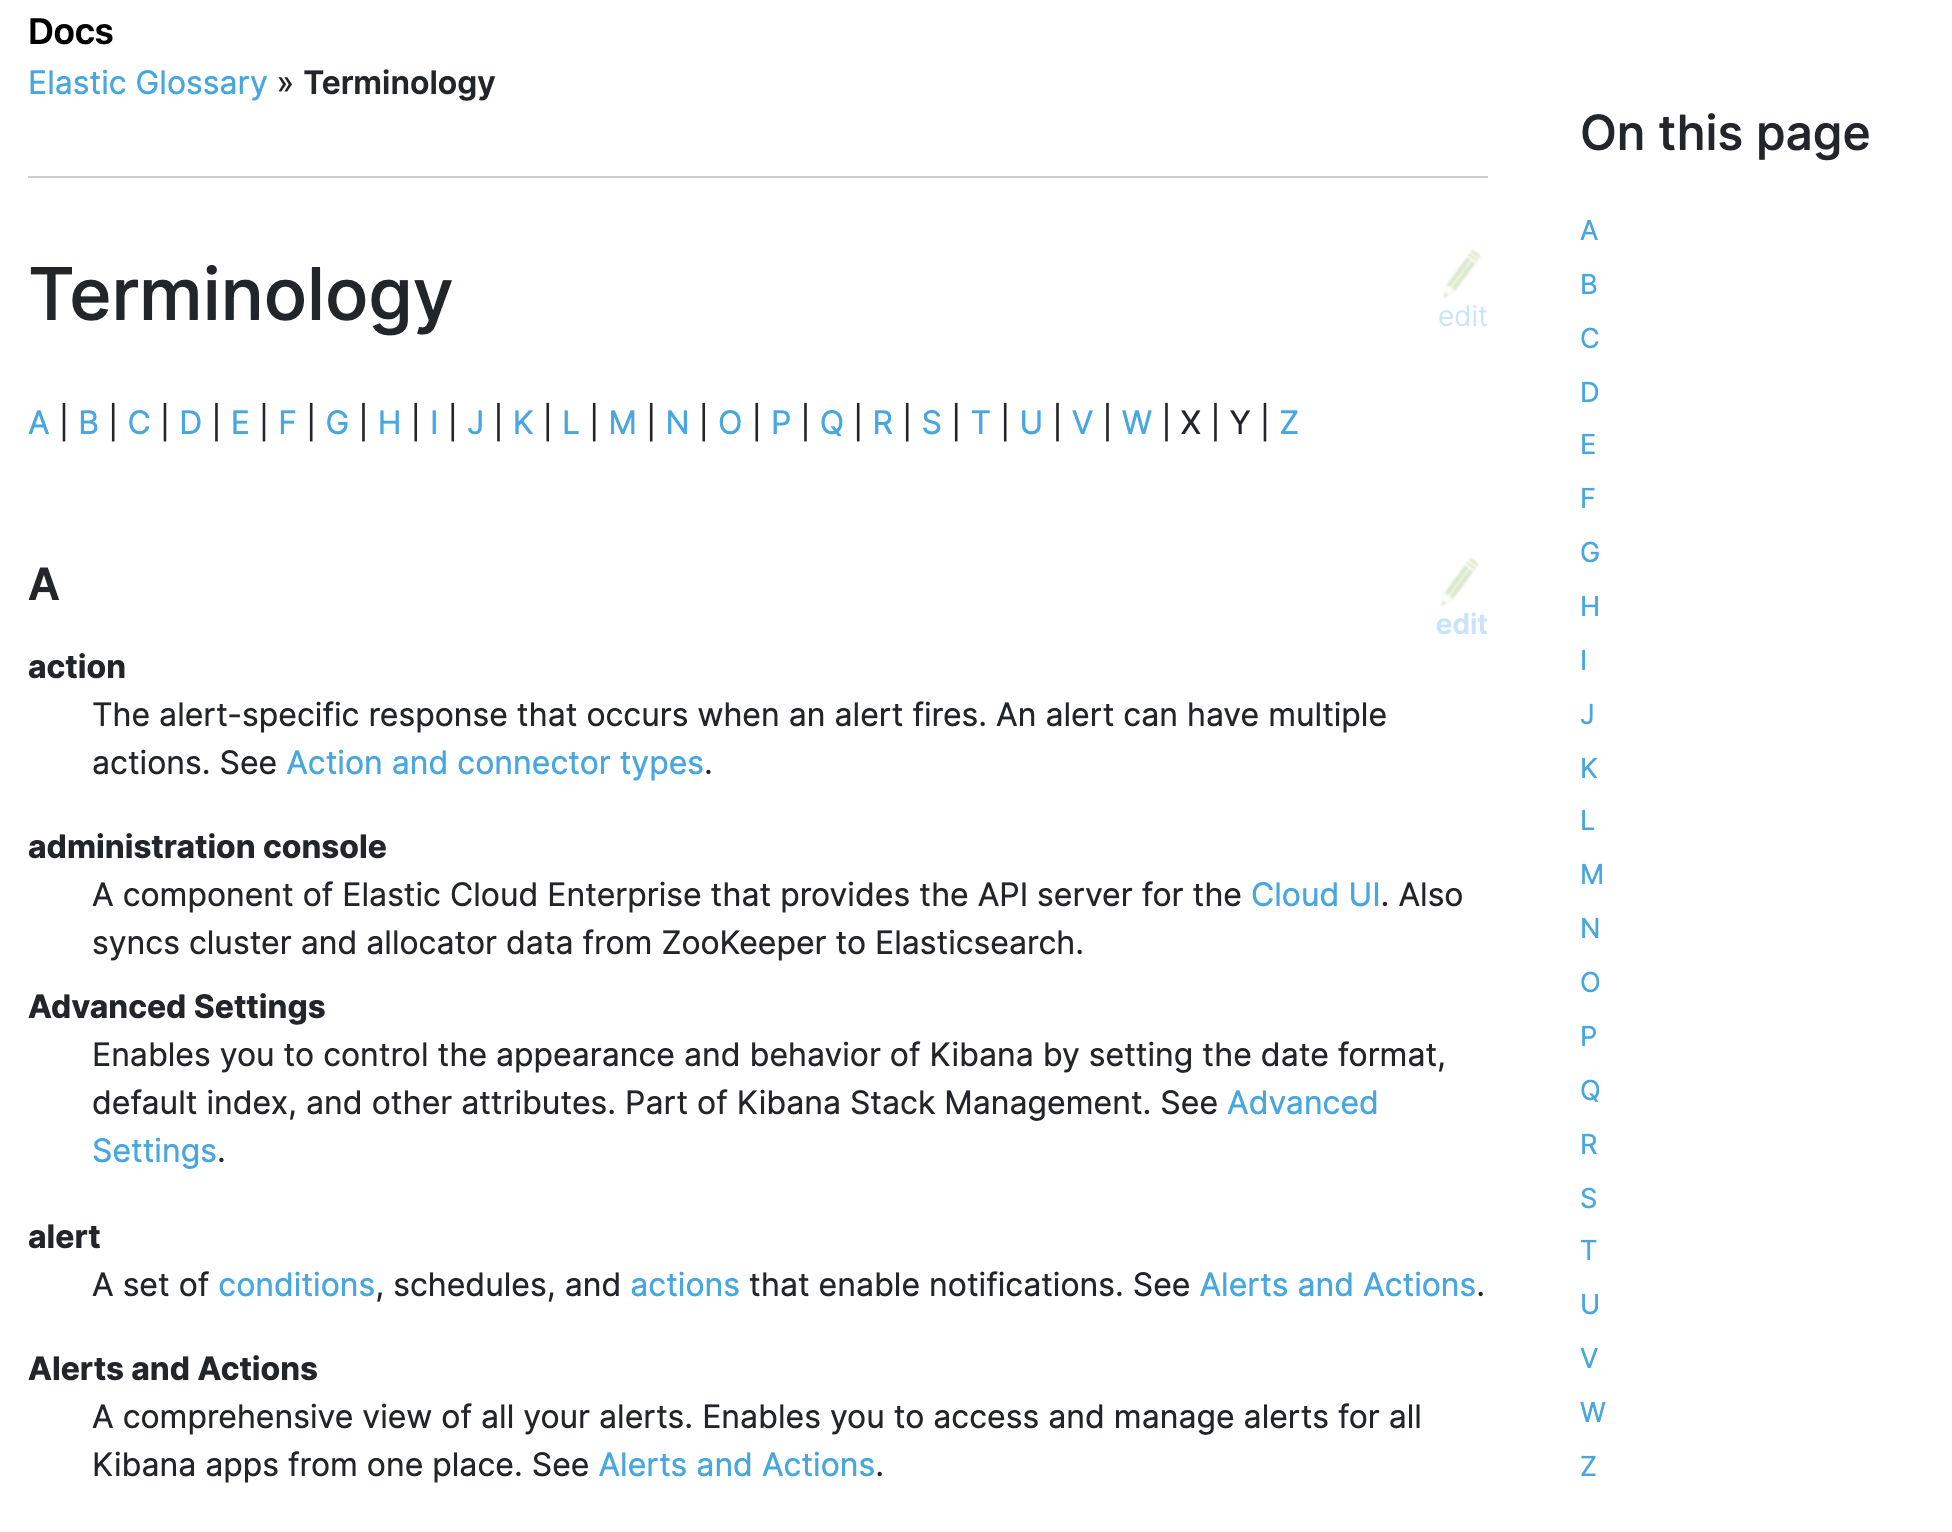 Docs
Elastic Glossary » Terminology
Terminology
edit
A | B | C | D | E | F | G | H | I | J | K | L | M | N | O | P | Q | R | S | T | U | V | W | X | Y | Z
A
edit
action
The alert-specific response that occurs when an alert fires. An alert can have multiple
actions. See Action and connector types.
administration console
A component of Elastic Cloud Enterprise that provides the API server for the Cloud UI. Also
syncs cluster and allocator data from ZooKeeper to Elasticsearch.
Advanced Settings
Enables you to control the appearance and behavior of Kibana by setting the date format,
default index, and other attributes. Part of Kibana Stack Management. See Advanced
Settings.
alert
A set of conditions, schedules, and actions that enable notifications. See Alerts and Actions.
Alerts and Actions
A comprehensive view of all your alerts. Enables you to access and manage alerts for all
Kibana apps from one place. See Alerts and Actions.
On this page
A
B
C
D
E
F
G
H
I
J
K
L
M
N
O
P
Q
R
S
T
U
V
W
Z